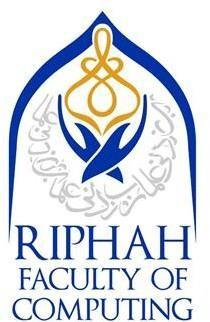 RIPHAH
FACULTY OF
COMPUTING